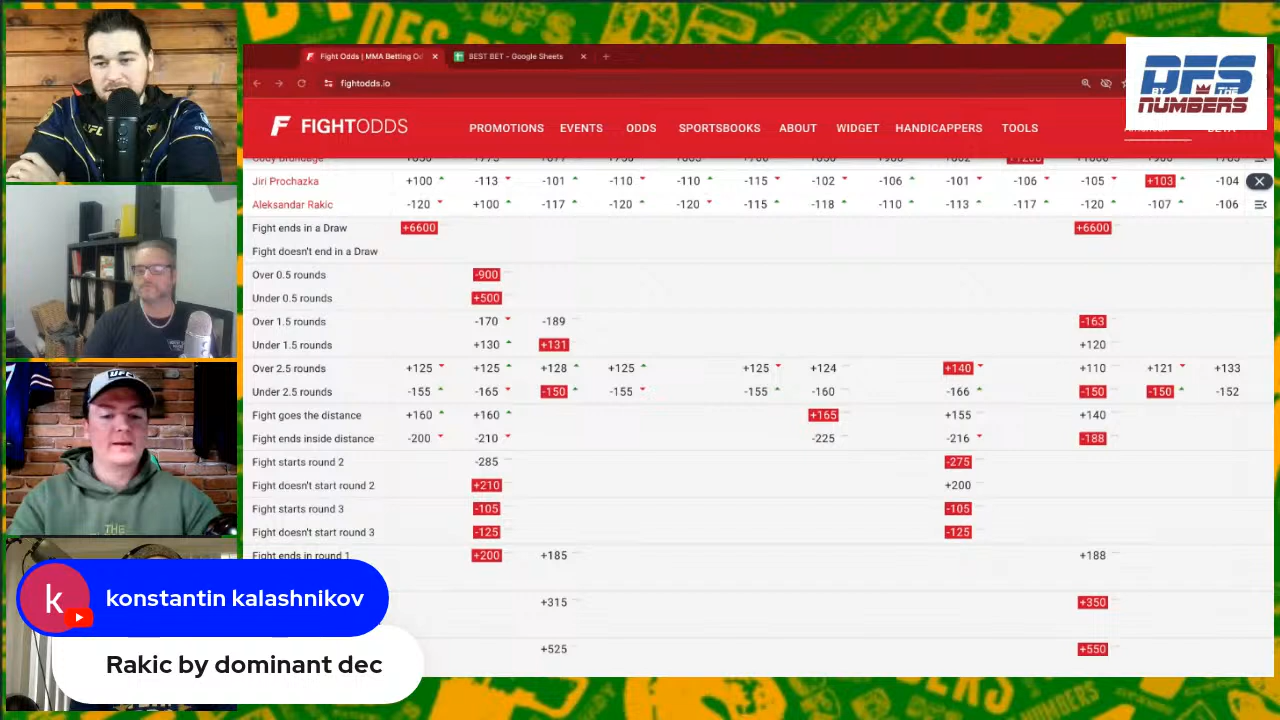 Fight Odds | MMA Betting Od
BEST BET - Google Sheets
fightodds.io
DFS
BY THE
NUMBERS
FIGHTODDS
PROMOTIONS EVENTS ODDS SPORTSBOOKS ABOUT WIDGET HANDICAPPERS TOOLS
Jiri Prochazka +100 -113 -101 -110 -110 -115 -102 -106 -101 -106 -105 +103 -104
Aleksandar Rakic -120 +100 -117 -120 -120 -115 -118 -110 -113 -117 -120 -107 -106
Fight ends in a Draw +6600 +6600
Fight doesn't end in a Draw
Over 0.5 rounds -900
Under 0.5 rounds +500
Over 1.5 rounds -170 -189 -163
Under 1.5 rounds +130 +131 +120
Over 2.5 rounds +125 +125 +128 +125 +125 +124 +140 +110 +121 +133
Under 2.5 rounds -155 -165 -150 -155 -155 -160 -166 -150 -150 -152
Fight goes the distance +160 +160 +165 +155 +140
Fight ends inside distance -200 -210 -225 -216 -188
Fight starts round 2 -285 -275
Fight doesn't start round 2 +210 +200
Fight starts round 3 -105 -105
Fight doesn't start round 3 -125 -125
Fight ends in round 1 +200 +185 +188
+315 +350
+525 +550
k
konstantin kalashnikov
Rakic by dominant dec
UFC
THE